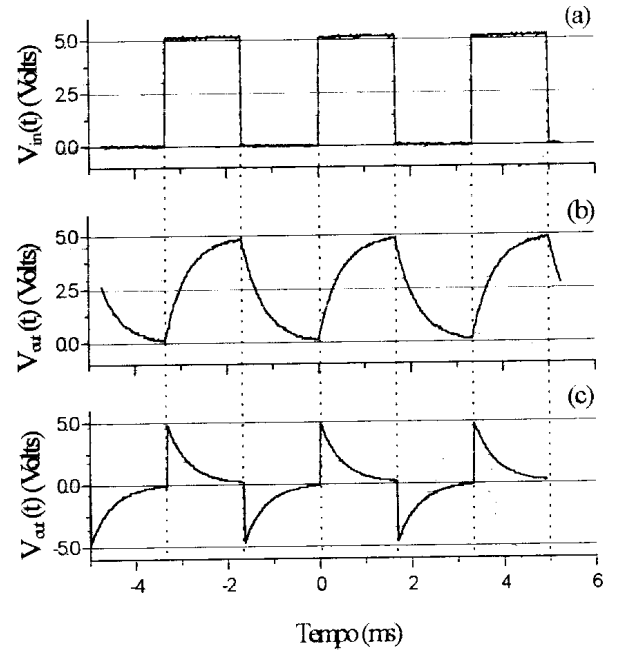 (a)
V_in(t) (Volts)
5.0
2.5
0.0
(b)
V_out(t) (Volts)
5.0
2.5
0.0
(c)
V_out(t) (Volts)
5.0
0.0
-5.0
-4 -2 0 2 4 6
Tempo (ms)